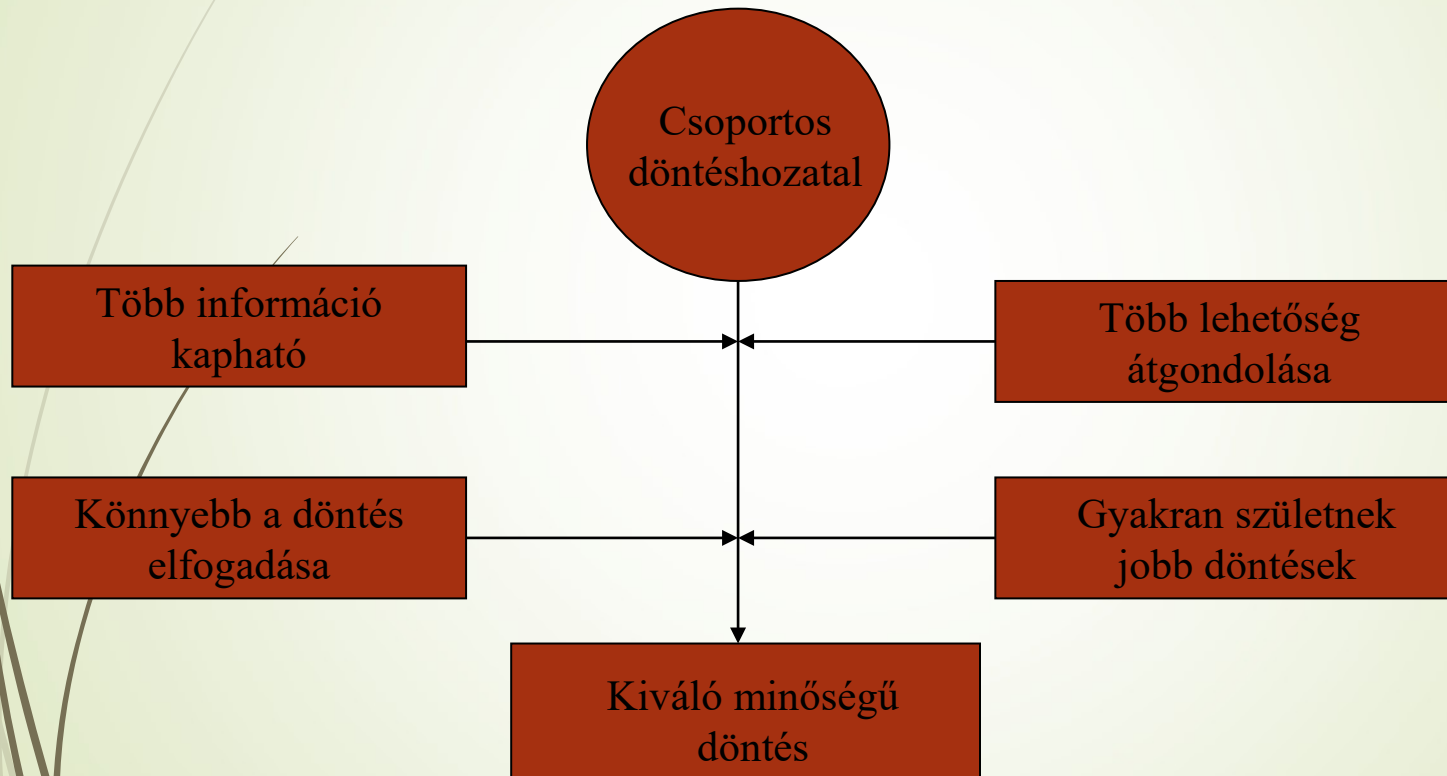 Csoportos
döntéshozatal
Több információ
kapható
Több lehetőség
átgondolása
Könnyebb a döntés
elfogadása
Gyakran születnek
jobb döntések
Kiváló minőségű
döntés